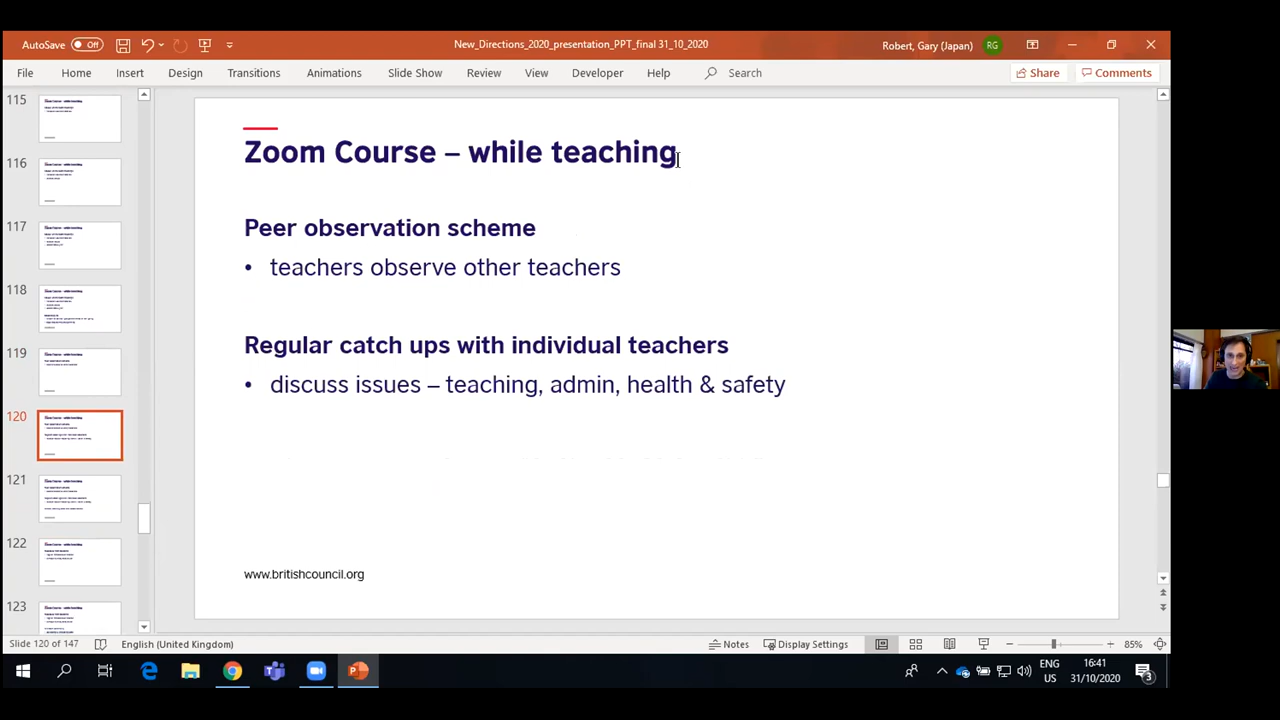 AutoSave Off
New_Directions_2020_presentation_PPT_final 31_10_2020
Robert, Gary (Japan) RG
File Home Insert Design Transitions Animations Slide Show Review View Developer Help Search
Share Comments
115
116
117
118
119
120
121
122
123
Zoom Course – while teaching
Peer observation scheme
• teachers observe other teachers
Regular catch ups with individual teachers
• discuss issues – teaching, admin, health & safety
www.britishcouncil.org
Slide 120 of 147 English (United Kingdom) Notes Display Settings 85%
ENG
US
16:41
31/10/2020
3